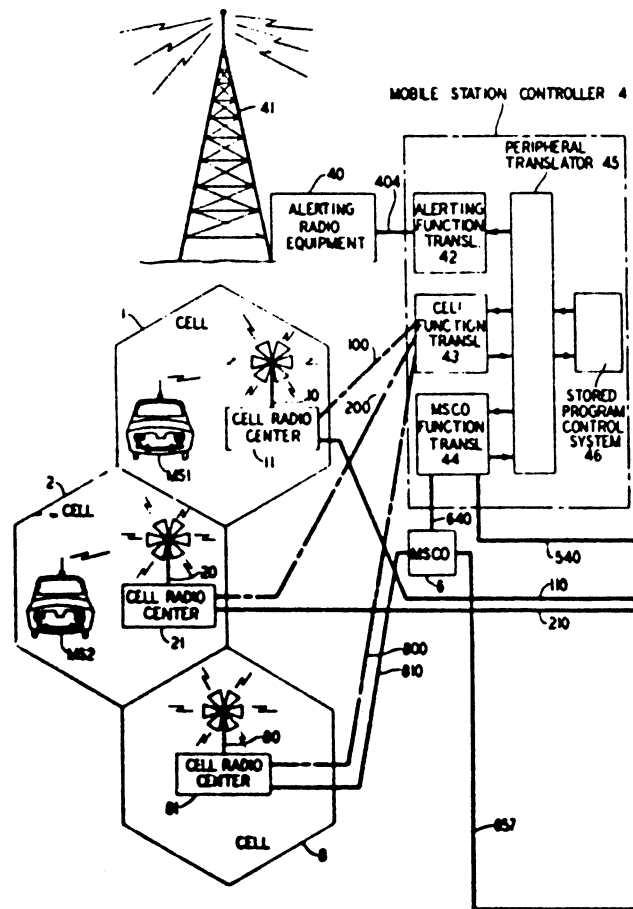 MOBILE STATION CONTROLLER 4
41
PERIPHERAL
TRANSLATOR 45
40
404
ALERTING
RADIO
EQUIPMENT
ALERTING
FUNCTION
TRANSL
42
1
CELL
100
CELL
FUNCTION
TRANSL
43
10
200
CELL RADIO
CENTER
11
MS1
MSCO
FUNCTION
TRANSL
44
STORED
PROGRAM
CONTROL
SYSTEM
46
2
CELL
640
540
MSCO
6
20
CELL RADIO
CENTER
21
MS2
110
210
800
810
80
CELL RADIO
CENTER
81
CELL
8
657